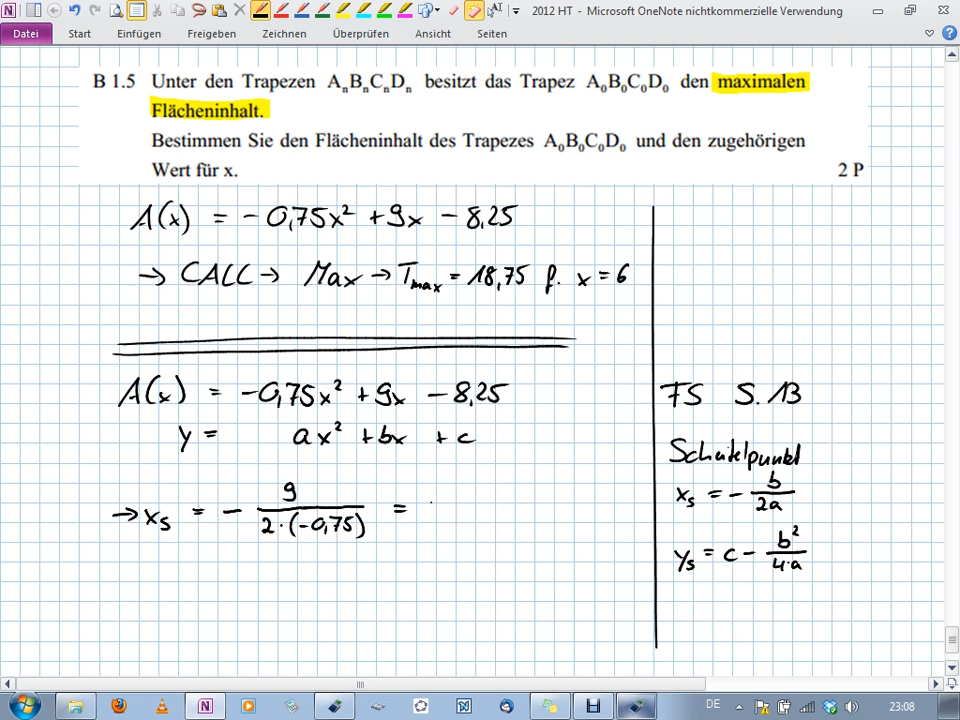 2012 HT - Microsoft OneNote nichtkommerzielle Verwendung
Datei Start Einfügen Freigeben Zeichnen Überprüfen Ansicht Seiten
B 1.5 Unter den Trapezen AₙBₙCₙDₙ besitzt das Trapez A₀B₀C₀D₀ den maximalen
Flächeninhalt.
Bestimmen Sie den Flächeninhalt des Trapezes A₀B₀C₀D₀ und den zugehörigen
Wert für x. 2 P
A(x) = -0,75x² +9x -8,25
→ CALC → Max → Tmax = 18,75 f. x = 6
A(x) = -0,75x² +9x -8,25
y = ax² +bx +c
→ xₛ = - 9/(2·(-0,75)) =
FS S. 13
Scheitelpunkt
xₛ = - b/2a
yₛ = c - b²/4·a
DE 23:08